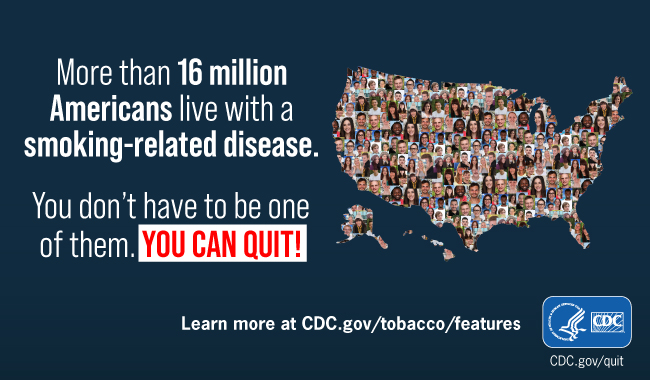 More than 16 million
Americans live with a
smoking-related disease.
You don't have to be one
of them. YOU CAN QUIT!
Learn more at CDC.gov/tobacco/features
CDC
CDC.gov/quit